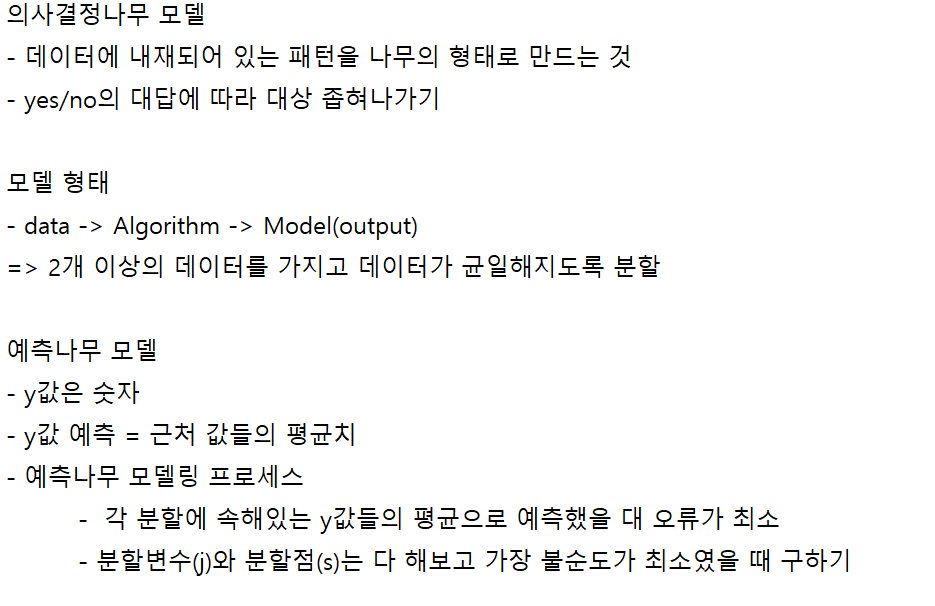 의사결정나무 모델
- 데이터에 내재되어 있는 패턴을 나무의 형태로 만드는 것
- yes/no의 대답에 따라 대상 좁혀나가기
모델 형태
- data -> Algorithm -> Model(output)
=> 2개 이상의 데이터를 가지고 데이터가 균일해지도록 분할
예측나무 모델
- y값은 숫자
- y값 예측 = 근처 값들의 평균치
- 예측나무 모델링 프로세스
- 각 분할에 속해있는 y값들의 평균으로 예측했을 대 오류가 최소
- 분할변수(j)와 분할점(s)는 다 해보고 가장 불순도가 최소였을 때 구하기